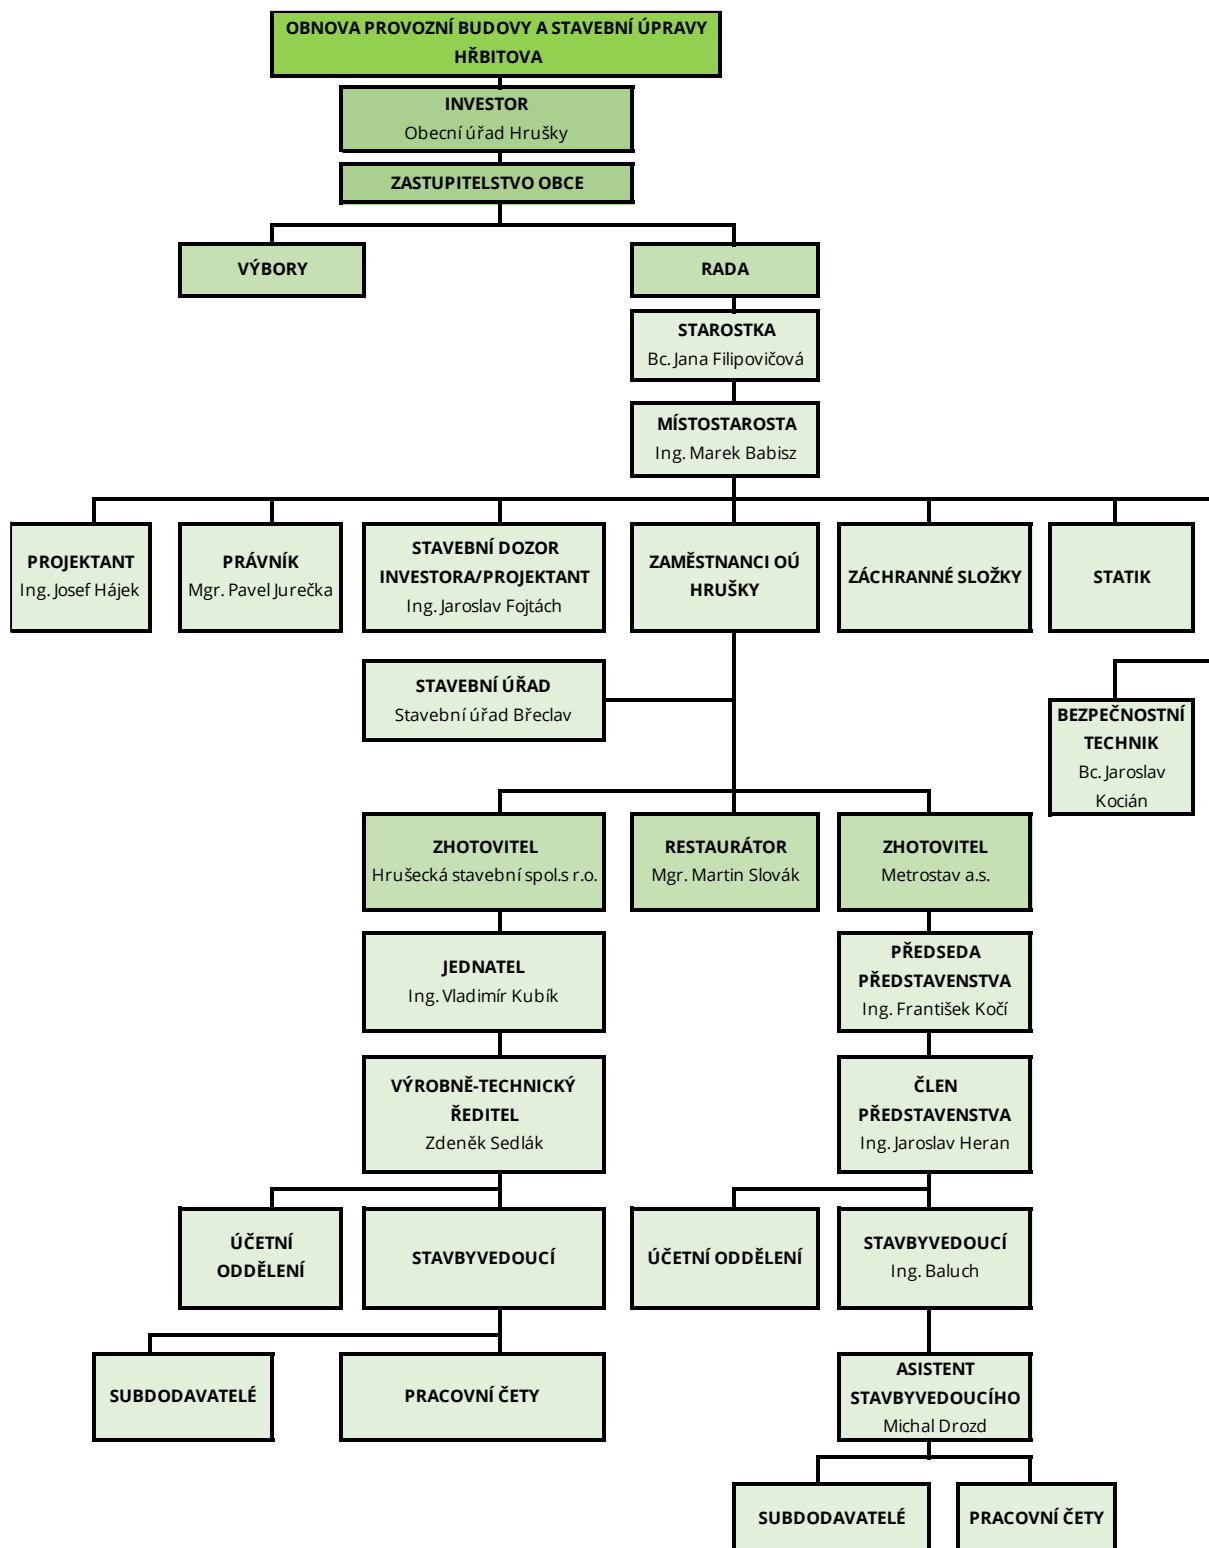 OBNOVA PROVOZNÍ BUDOVY A STAVEBNÍ ÚPRAVY
HŘBITOVA
INVESTOR
Obecní úřad Hrušky
ZASTUPITELSTVO OBCE
VÝBORY
RADA
STAROSTKA
Bc. Jana Filipovičová
MÍSTOSTAROSTA
Ing. Marek Babisz
PROJEKTANT
Ing. Josef Hájek
PRÁVNÍK
Mgr. Pavel Jurečka
STAVEBNÍ DOZOR
INVESTORA/PROJEKTANT
Ing. Jaroslav Fojtách
ZAMĚSTNANCI OÚ
HRUŠKY
ZÁCHRANNÉ SLOŽKY
STATIK
STAVEBNÍ ÚŘAD
Stavební úřad Břeclav
BEZPEČNOSTNÍ
TECHNIK
Bc. Jaroslav
Kocián
ZHOTOVITEL
Hrušecká stavební spol.s r.o.
RESTAURÁTOR
Mgr. Martin Slovák
ZHOTOVITEL
Metrostav a.s.
JEDNATEL
Ing. Vladimír Kubík
PŘEDSEDA
PŘEDSTAVENSTVA
Ing. František Kočí
VÝROBNĚ-TECHNICKÝ
ŘEDITEL
Zdeněk Sedlák
ČLEN
PŘEDSTAVENSTVA
Ing. Jaroslav Heran
ÚČETNÍ
ODDĚLENÍ
STAVBYVEDOUCÍ
ÚČETNÍ ODDĚLENÍ
STAVBYVEDOUCÍ
Ing. Baluch
SUBDODAVATELÉ
PRACOVNÍ ČETY
ASISTENT
STAVBYVEDOUCÍHO
Michal Drozd
SUBDODAVATELÉ
PRACOVNÍ ČETY